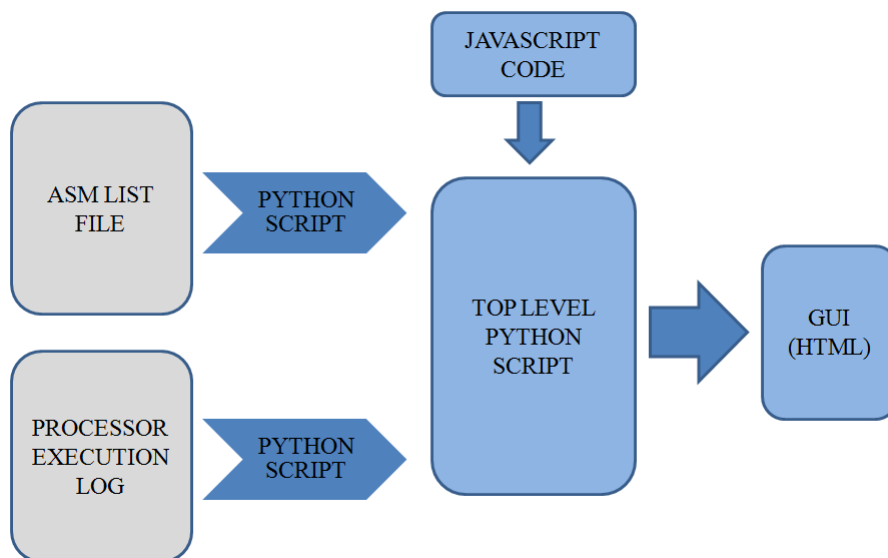 JAVASCRIPT
CODE
ASM LIST
FILE
PYTHON
SCRIPT
TOP LEVEL
PYTHON
SCRIPT
GUI
(HTML)
PROCESSOR
EXECUTION
LOG
PYTHON
SCRIPT